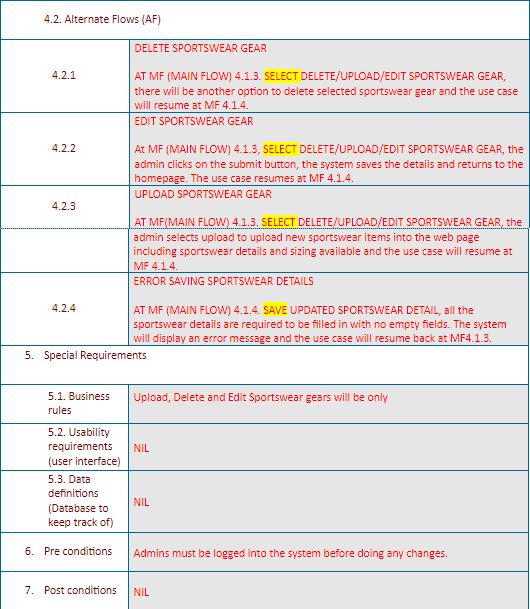 4.2. Alternate Flows (AF)
DELETE SPORTSWEAR GEAR
4.2.1
AT MF (MAIN FLOW) 4.1.3. SELECT DELETE/UPLOAD/EDIT SPORTSWEAR GEAR,
there will be another option to delete selected sportswear gear and the use case
will resume at MF 4.1.4.
EDIT SPORTSWEAR GEAR
4.2.2
At MF (MAIN FLOW) 4.1.3, SELECT DELETE/UPLOAD/EDIT SPORTSWEAR GEAR, the
admin clicks on the submit button, the system saves the details and returns to the
homepage. The use case resumes at MF 4.1.4.
UPLOAD SPORTSWEAR GEAR
4.2.3
AT MF(MAIN FLOW) 4.1.3. SELECT DELETE/UPLOAD/EDIT SPORTSWEAR GEAR, the
admin selects upload to upload new sportswear items into the web page
including sportswear details and sizing available and the use case will resume at
MF 4.1.4.
ERROR SAVING SPORTSWEAR DETAILS
4.2.4
AT MF (MAIN FLOW) 4.1.4. SAVE UPDATED SPORTSWEAR DETAIL, all the
sportswear details are required to be filled in with no empty fields. The system
will display an error message and the use case will resume back at MF4.1.3.
5. Special Requirements
5.1. Business
rules
Upload, Delete and Edit Sportswear gears will be only
5.2. Usability
requirements
(user interface)
NIL
5.3. Data
definitions
(Database to
keep track of)
NIL
6. Pre conditions
Admins must be logged into the system before doing any changes.
7. Post conditions
NIL